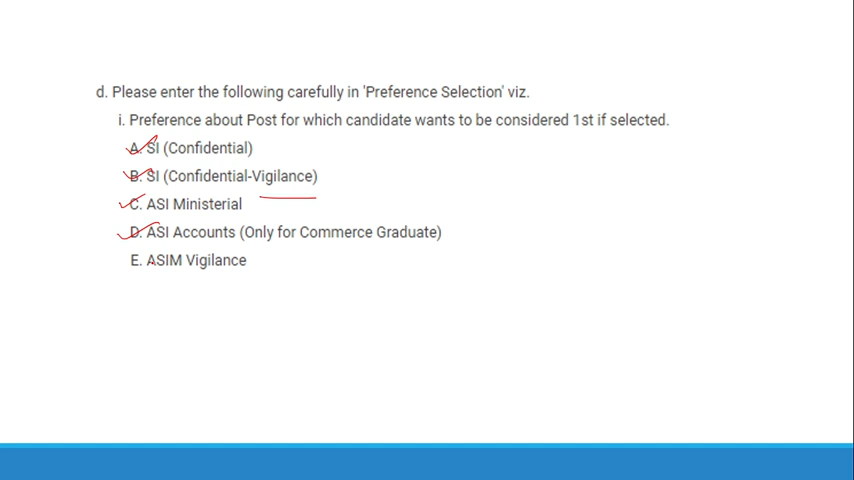 d. Please enter the following carefully in 'Preference Selection' viz.
i. Preference about Post for which candidate wants to be considered 1st if selected.
A. SI (Confidential)
B. SI (Confidential-Vigilance)
C. ASI Ministerial
D. ASI Accounts (Only for Commerce Graduate)
E. ASIM Vigilance